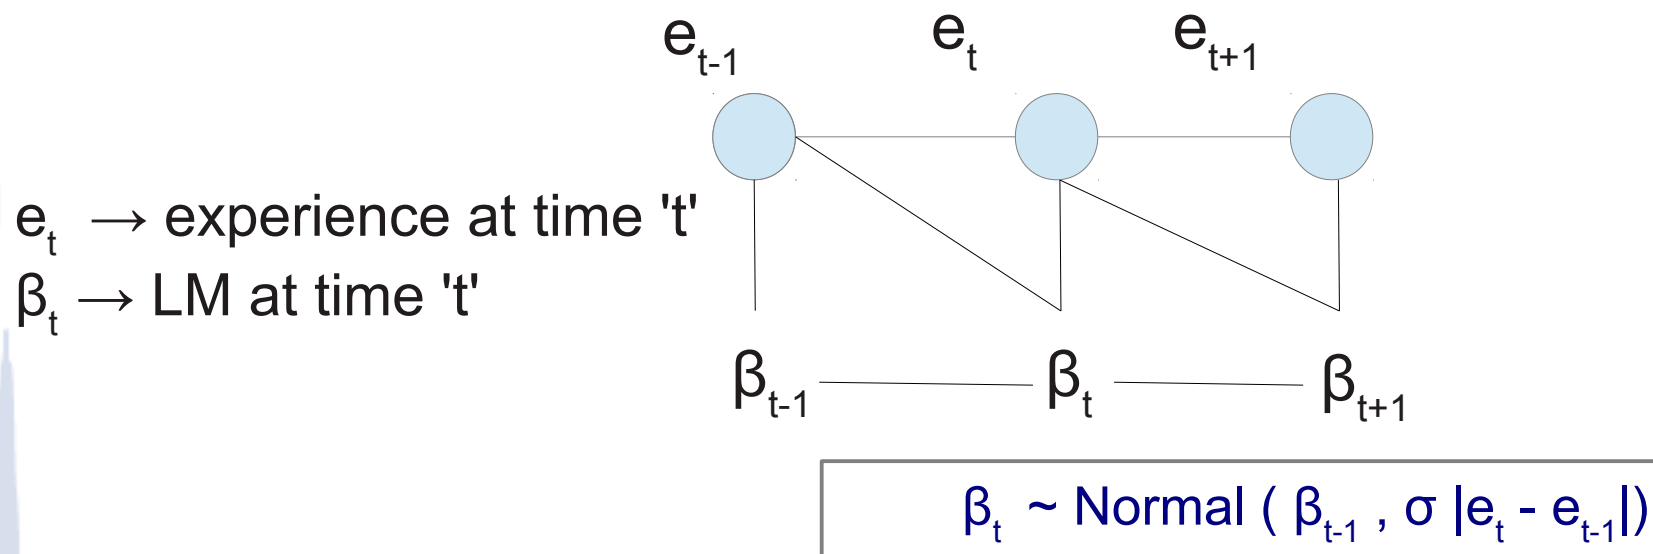 e_{t-1} e_t e_{t+1}
e_t → experience at time 't'
β_t → LM at time 't'
β_{t-1} β_t β_{t+1}
β_t ~ Normal ( β_{t-1} , σ |e_t - e_{t-1}|)